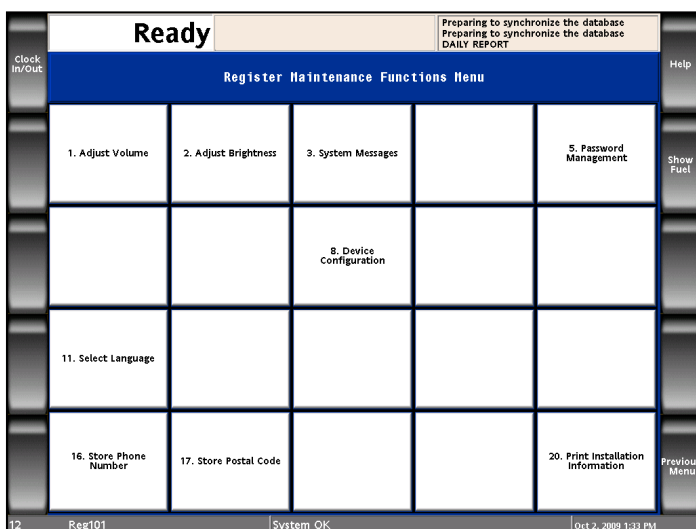 Ready
Preparing to synchronize the database
Preparing to synchronize the database
DAILY REPORT
Clock
In/Out
Register Maintenance Functions Menu
Help
1. Adjust Volume
2. Adjust Brightness
3. System Messages
5. Password
Management
Show
Fuel
8. Device
Configuration
11. Select Language
16. Store Phone
Number
17. Store Postal Code
20. Print Installation
Information
Previou
Menu
12
Reg101
System OK
Oct 2, 2009 1:33 PM